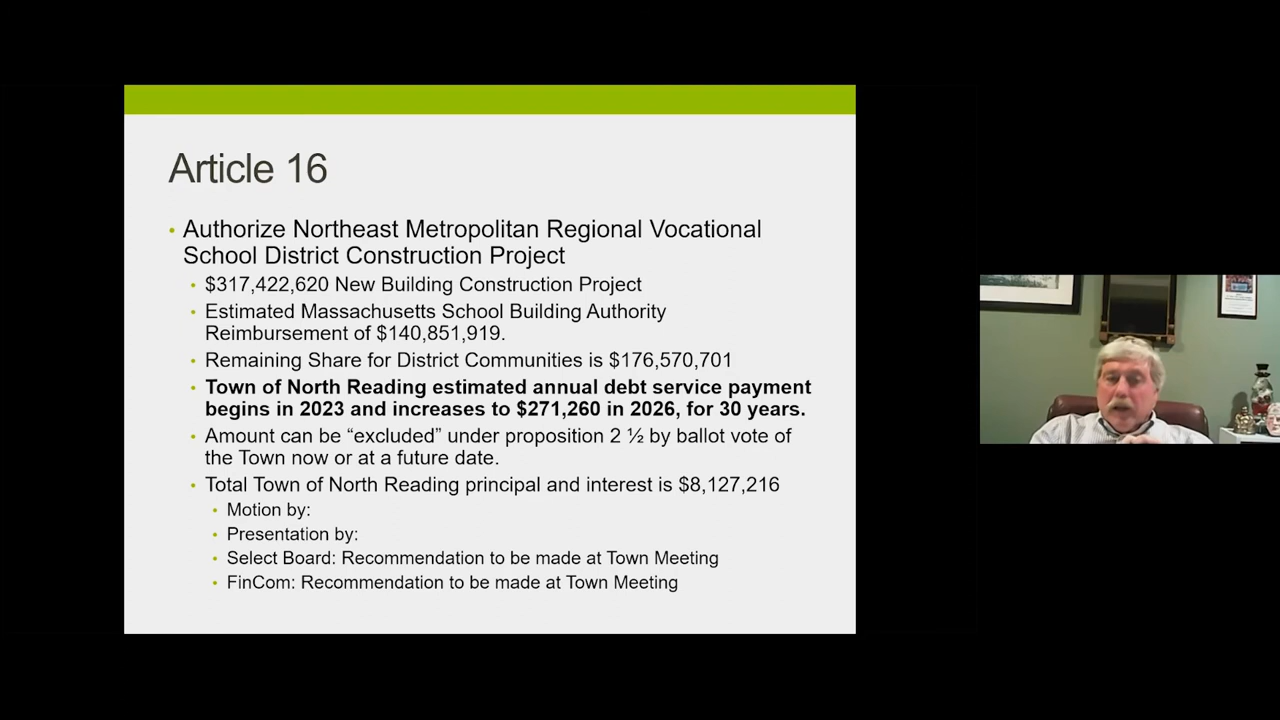 Article 16
• Authorize Northeast Metropolitan Regional Vocational
School District Construction Project
• $317,422,620 New Building Construction Project
• Estimated Massachusetts School Building Authority
Reimbursement of $140,851,919.
• Remaining Share for District Communities is $176,570,701
• Town of North Reading estimated annual debt service payment
begins in 2023 and increases to $271,260 in 2026, for 30 years.
• Amount can be “excluded” under proposition 2 ½ by ballot vote of
the Town now or at a future date.
• Total Town of North Reading principal and interest is $8,127,216
• Motion by:
• Presentation by:
• Select Board: Recommendation to be made at Town Meeting
• FinCom: Recommendation to be made at Town Meeting